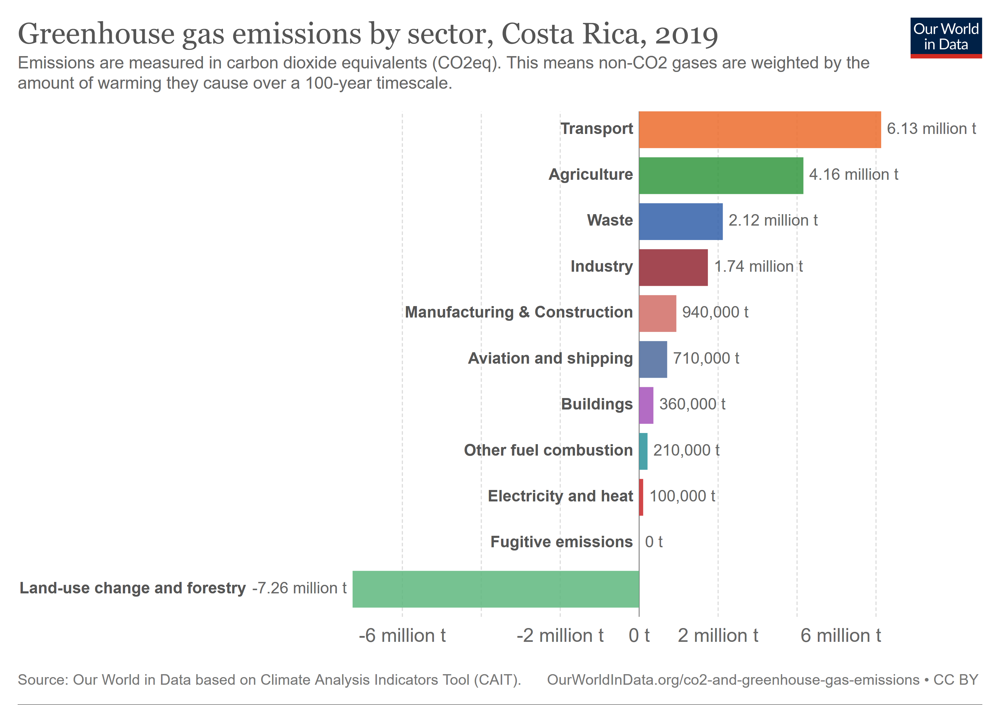 Greenhouse gas emissions by sector, Costa Rica, 2019
Our World
in Data
Emissions are measured in carbon dioxide equivalents (CO2eq). This means non-CO2 gases are weighted by the
amount of warming they cause over a 100-year timescale.
Transport 6.13 million t
Agriculture 4.16 million t
Waste 2.12 million t
Industry 1.74 million t
Manufacturing & Construction 940,000 t
Aviation and shipping 710,000 t
Buildings 360,000 t
Other fuel combustion 210,000 t
Electricity and heat 100,000 t
Fugitive emissions 0 t
Land-use change and forestry -7.26 million t
-6 million t -2 million t 0 t 2 million t 6 million t
Source: Our World in Data based on Climate Analysis Indicators Tool (CAIT). OurWorldInData.org/co2-and-greenhouse-gas-emissions • CC BY